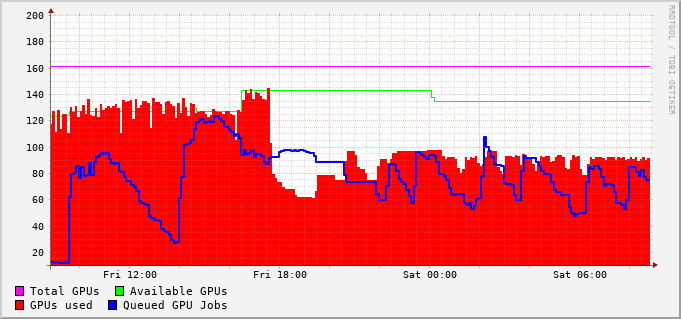 200
180
160
140
120
100
80
60
40
20
Fri 12:00 Fri 18:00 Sat 00:00 Sat 06:00
Total GPUs Available GPUs
GPUs used Queued GPU Jobs
RRDTOOL / TOBI OETIKER